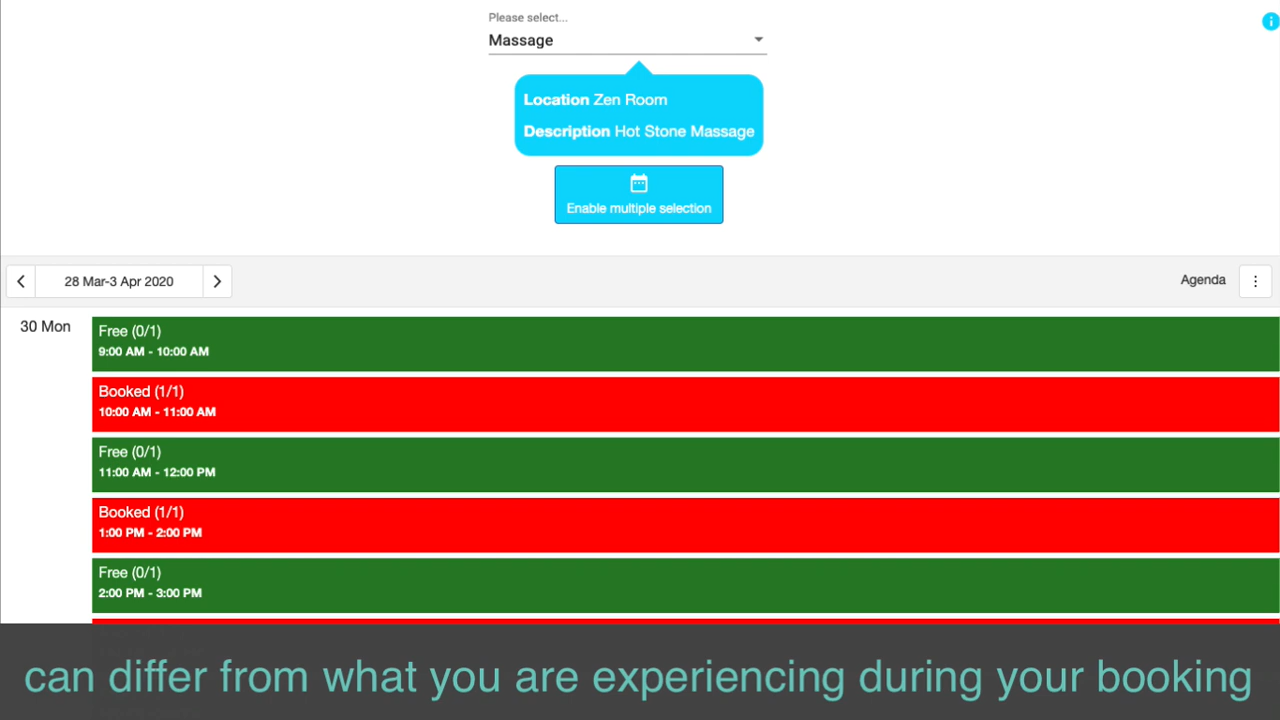 Please select...
Massage
Location Zen Room
Description Hot Stone Massage
Enable multiple selection
28 Mar-3 Apr 2020
Agenda
30 Mon
Free (0/1)
9:00 AM - 10:00 AM
Booked (1/1)
10:00 AM - 11:00 AM
Free (0/1)
11:00 AM - 12:00 PM
Booked (1/1)
1:00 PM - 2:00 PM
Free (0/1)
2:00 PM - 3:00 PM
can differ from what you are experiencing during your booking